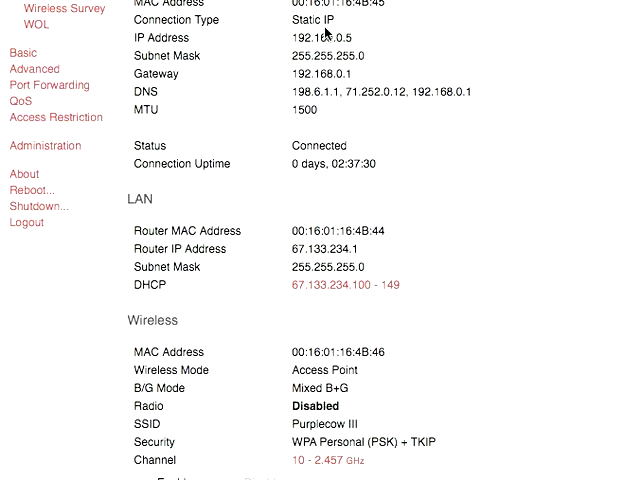 Wireless Survey
WOL
Basic
Advanced
Port Forwarding
QoS
Access Restriction
Administration
About
Reboot...
Shutdown...
Logout
MAC Address 00:16:01:16:4B:45
Connection Type Static IP
IP Address 192.168.0.5
Subnet Mask 255.255.255.0
Gateway 192.168.0.1
DNS 198.6.1.1, 71.252.0.12, 192.168.0.1
MTU 1500
Status Connected
Connection Uptime 0 days, 02:37:30
LAN
Router MAC Address 00:16:01:16:4B:44
Router IP Address 67.133.234.1
Subnet Mask 255.255.255.0
DHCP 67.133.234.100 - 149
Wireless
MAC Address 00:16:01:16:4B:46
Wireless Mode Access Point
B/G Mode Mixed B+G
Radio Disabled
SSID Purplecow III
Security WPA Personal (PSK) + TKIP
Channel 10 - 2.457 GHz